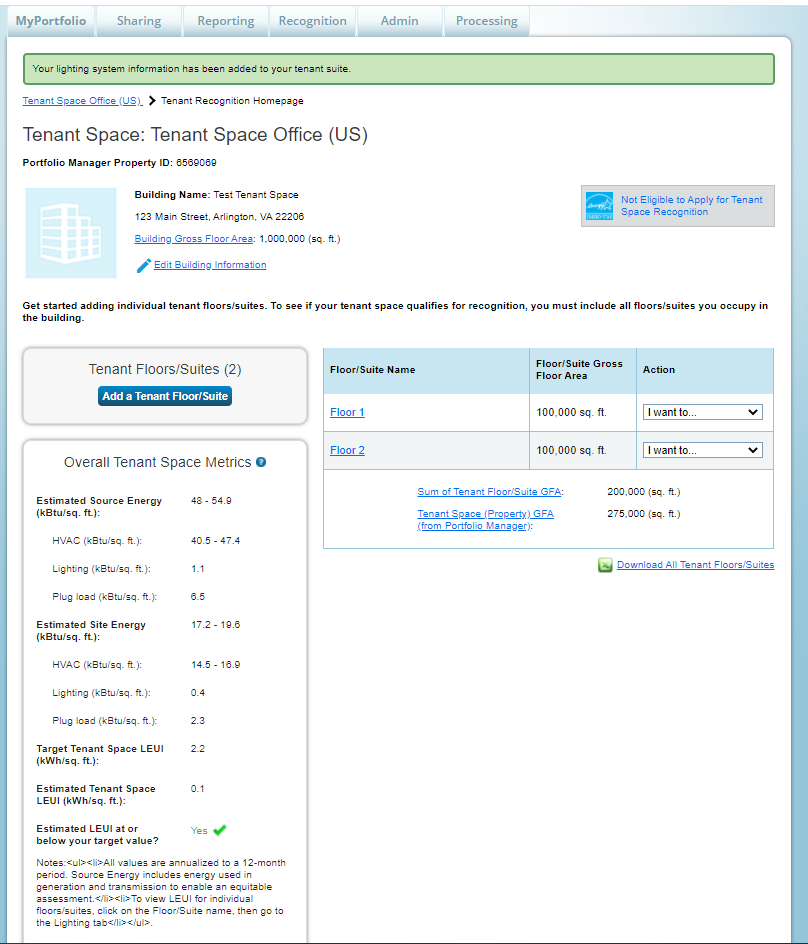 MyPortfolio Sharing Reporting Recognition Admin Processing
Your lighting system information has been added to your tenant suite.
Tenant Space Office (US) Tenant Recognition Homepage
Tenant Space: Tenant Space Office (US)
Portfolio Manager Property ID: 6569069
Building Name: Test Tenant Space
123 Main Street, Arlington, VA 22206
Building Gross Floor Area: 1,000,000 (sq. ft.)
Edit Building Information
Not Eligible to Apply for Tenant
Space Recognition
Get started adding individual tenant floors/suites. To see if your tenant space qualifies for recognition, you must include all floors/suites you occupy in
the building.
Tenant Floors/Suites (2)
Add a Tenant Floor/Suite
Overall Tenant Space Metrics ?
Estimated Source Energy 48 - 54.9
(kBtu/sq. ft.):
HVAC (kBtu/sq. ft.): 40.5 - 47.4
Lighting (kBtu/sq. ft.): 1.1
Plug load (kBtu/sq. ft.): 6.5
Estimated Site Energy 17.2 - 19.6
(kBtu/sq. ft.):
HVAC (kBtu/sq. ft.): 14.5 - 16.9
Lighting (kBtu/sq. ft.): 0.4
Plug load (kBtu/sq. ft.): 2.3
Target Tenant Space LEUI 2.2
(kWh/sq. ft.):
Estimated Tenant Space 0.1
LEUI (kWh/sq. ft.):
Estimated LEUI at or Yes
below your target value?
Notes:<ul><li>All values are annualized to a 12-month
period. Source Energy includes energy used in
generation and transmission to enable an equitable
assessment.</li><li>To view LEUI for individual
floors/suites, click on the Floor/Suite name, then go to
the Lighting tab</li></ul>.
Floor/Suite Name Floor/Suite Gross Action
Floor Area
Floor 1 100,000 sq. ft. I want to...
Floor 2 100,000 sq. ft. I want to...
Sum of Tenant Floor/Suite GFA: 200,000 (sq. ft.)
Tenant Space (Property) GFA 275,000 (sq. ft.)
(from Portfolio Manager):
Download All Tenant Floors/Suites